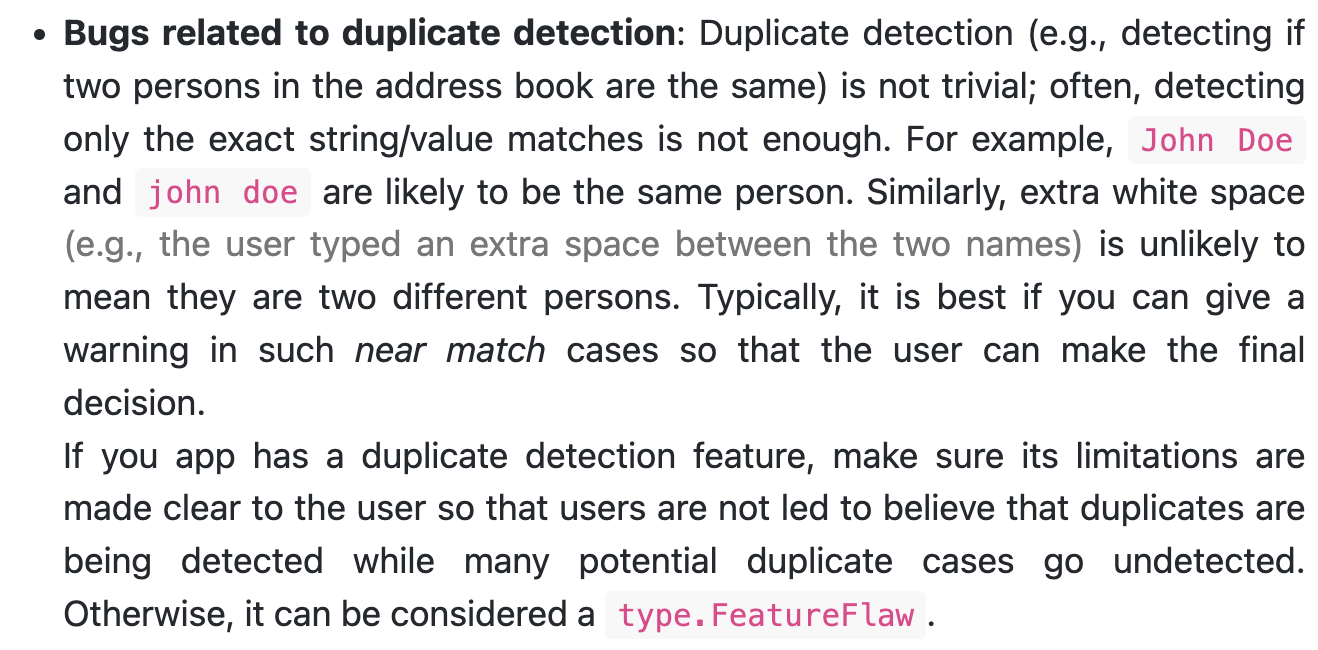 • Bugs related to duplicate detection: Duplicate detection (e.g., detecting if
two persons in the address book are the same) is not trivial; often, detecting
only the exact string/value matches is not enough. For example, John Doe
and john doe are likely to be the same person. Similarly, extra white space
(e.g., the user typed an extra space between the two names) is unlikely to
mean they are two different persons. Typically, it is best if you can give a
warning in such near match cases so that the user can make the final
decision.
If you app has a duplicate detection feature, make sure its limitations are
made clear to the user so that users are not led to believe that duplicates are
being detected while many potential duplicate cases go undetected.
Otherwise, it can be considered a type.FeatureFlaw.